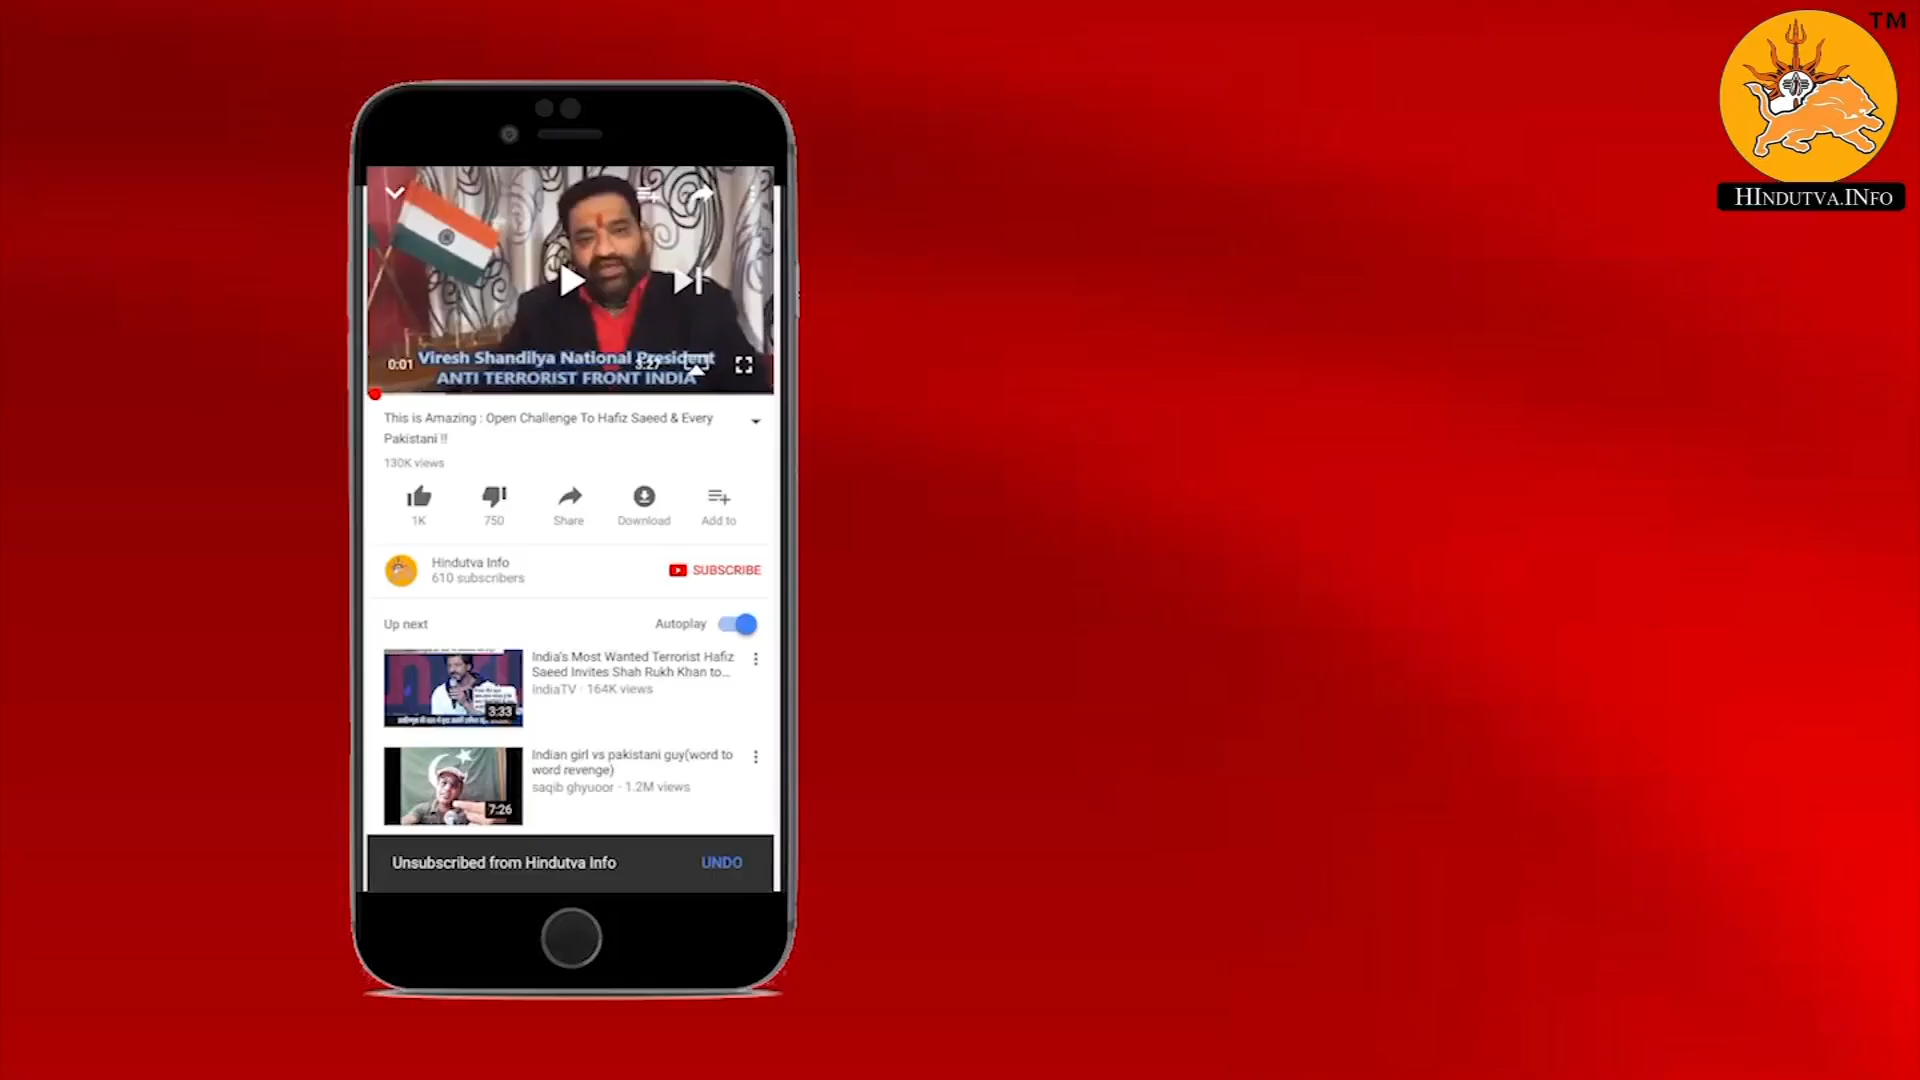 TM
HINDUTVA.INFO
0:01
Viresh Shandilya National President
3:27
ANTI TERRORIST FRONT INDIA
This is Amazing : Open Challenge To Hafiz Saeed & Every
Pakistani !!
130K views
1K
750
Share
Download
Add to
Hindutva Info
610 subscribers
SUBSCRIBE
Up next
Autoplay
India's Most Wanted Terrorist Hafiz
Saeed Invites Shah Rukh Khan to...
IndiaTV · 164K views
3:33
Indian girl vs pakistani guy(word to
word revenge)
saqib ghyuoor · 1.2M views
7:26
Unsubscribed from Hindutva Info
UNDO